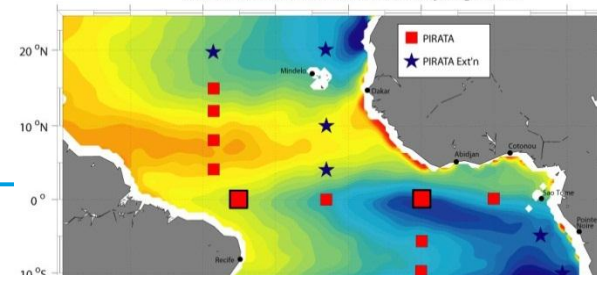 PIRATA
PIRATA Ext'n
20 °N
Mindelo
Dakar
10 °N
Abidjan
Cotonou
0 °
Sao Tome
Pointe
Noire
Recife
10 °S